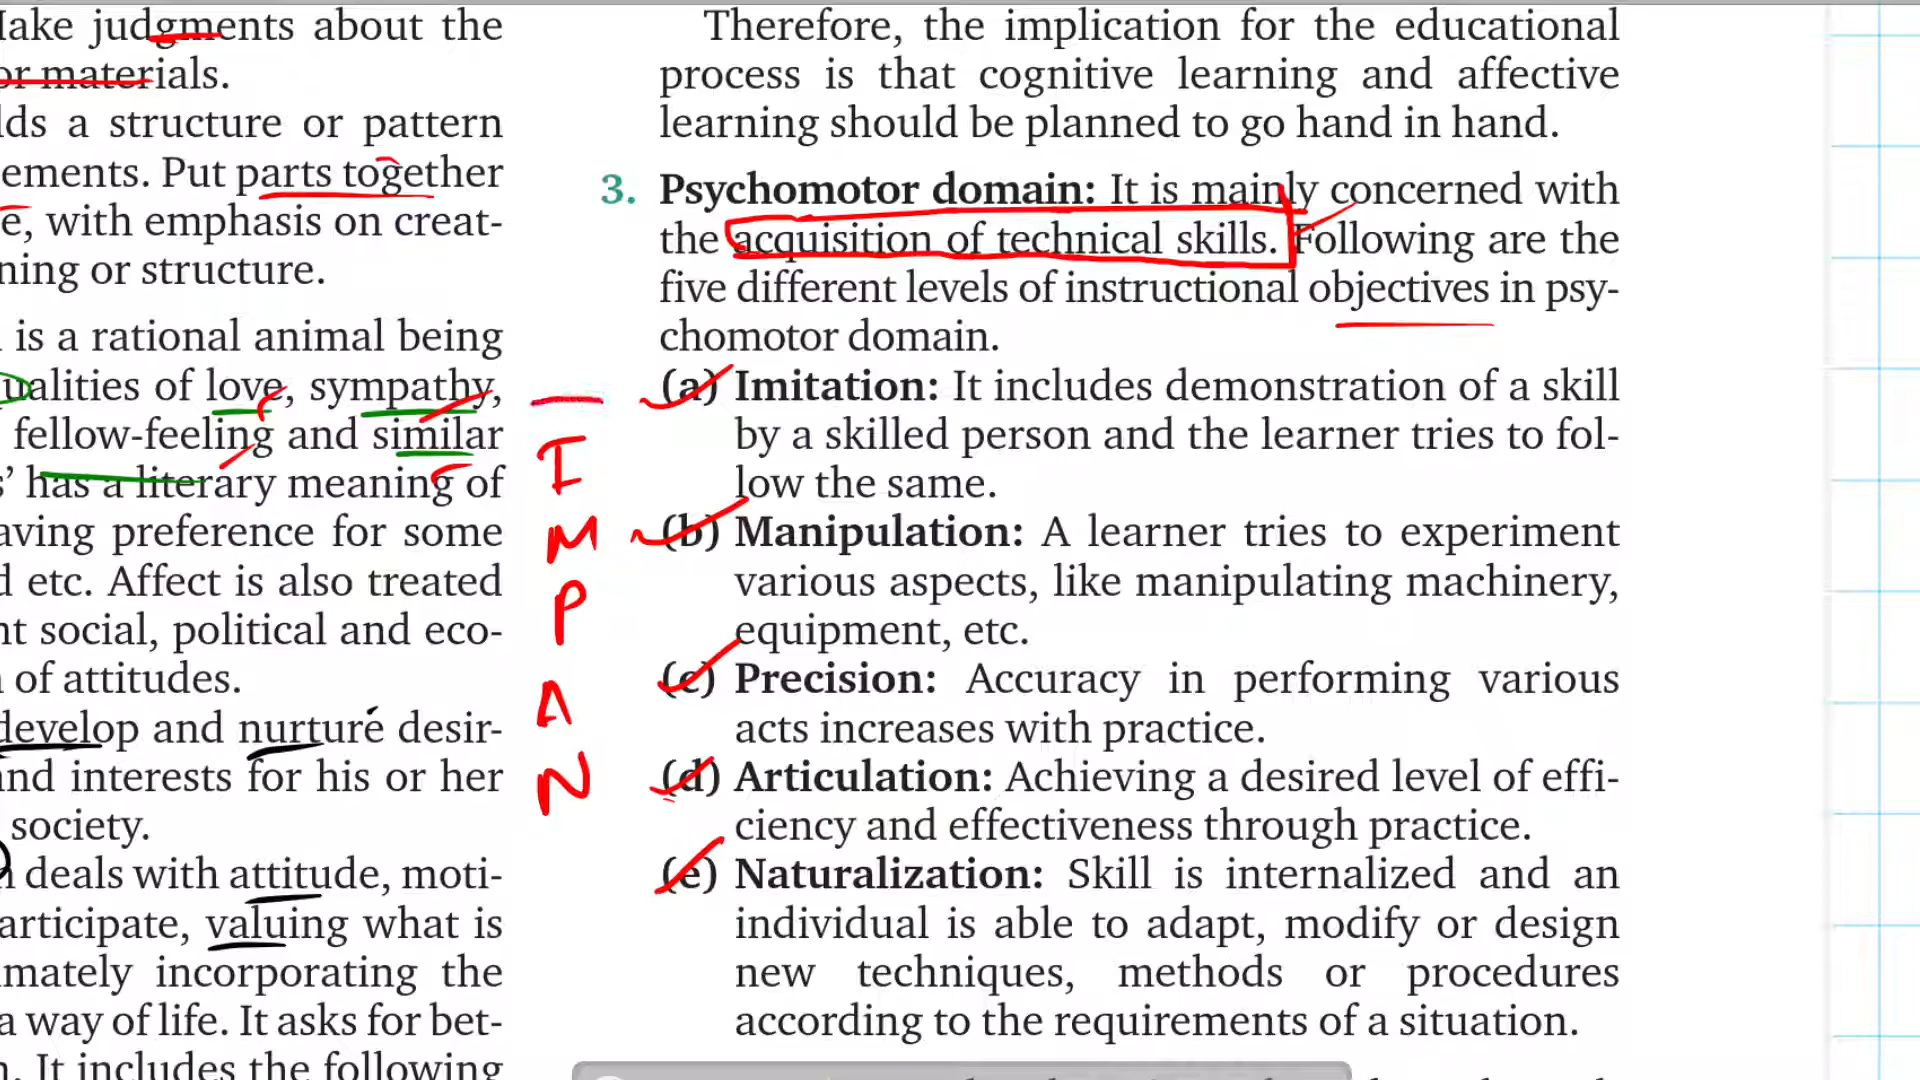 Make judgments about the
or materials.
lds a structure or pattern
ements. Put parts together
e, with emphasis on creat-
ning or structure.
is a rational animal being
qualities of love, sympathy,
fellow-feeling and similar
s’ has a literary meaning of
aving preference for some
d etc. Affect is also treated
nt social, political and eco-
n of attitudes.
develop and nurture desir-
and interests for his or her
society.
deals with attitude, moti-
articipate, valuing what is
imately incorporating the
a way of life. It asks for bet-
n. It includes the following
I
M
P
A
N
Therefore, the implication for the educational
process is that cognitive learning and affective
learning should be planned to go hand in hand.
3. Psychomotor domain: It is mainly concerned with
the acquisition of technical skills. Following are the
five different levels of instructional objectives in psy-
chomotor domain.
(a) Imitation: It includes demonstration of a skill
by a skilled person and the learner tries to fol-
low the same.
(b) Manipulation: A learner tries to experiment
various aspects, like manipulating machinery,
equipment, etc.
(c) Precision: Accuracy in performing various
acts increases with practice.
(d) Articulation: Achieving a desired level of effi-
ciency and effectiveness through practice.
(e) Naturalization: Skill is internalized and an
individual is able to adapt, modify or design
new techniques, methods or procedures
according to the requirements of a situation.